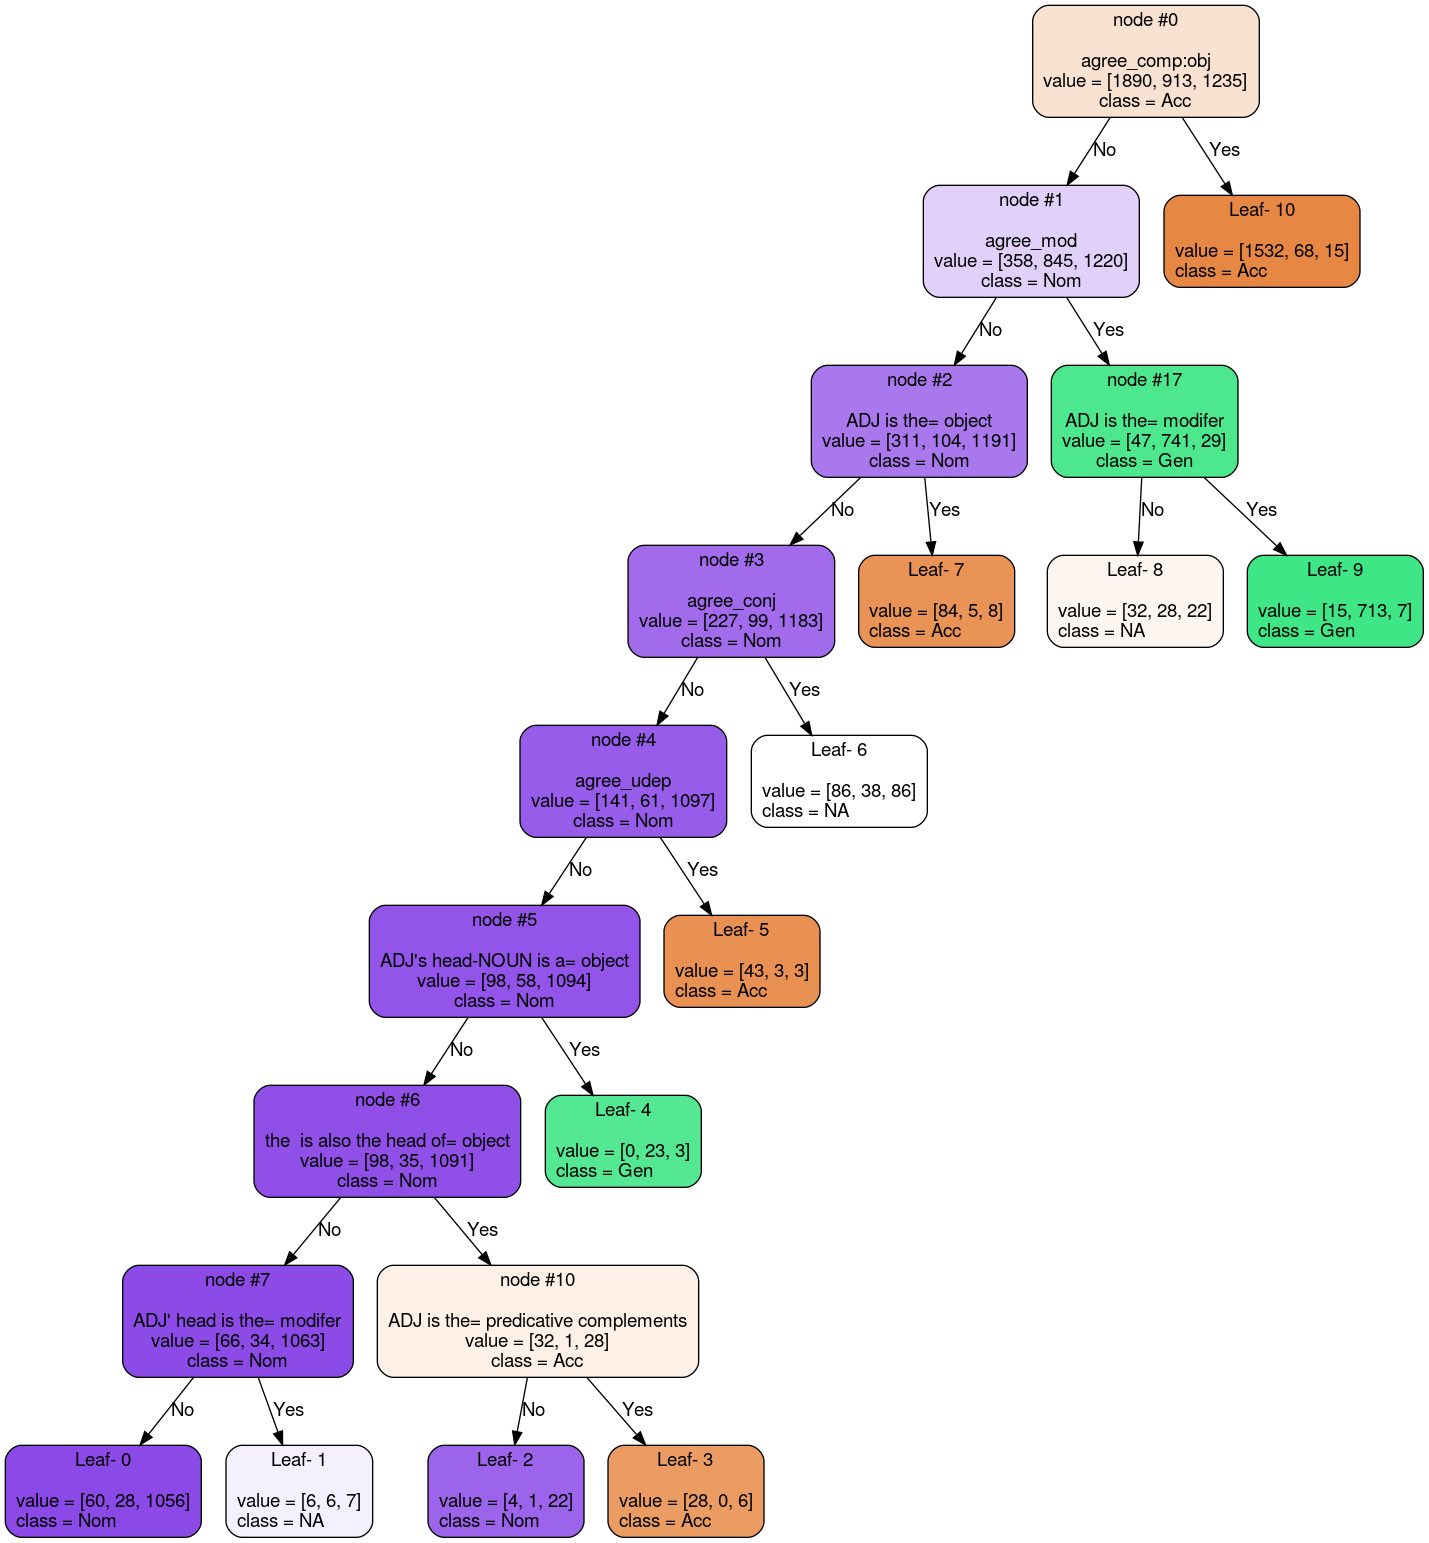 node #0
agree_comp:obj
value = [1890, 913, 1235]
class = Acc
No
Yes
node #1
agree_mod
value = [358, 845, 1220]
class = Nom
Leaf- 10
value = [1532, 68, 15]
class = Acc
No
Yes
node #2
ADJ is the= object
value = [311, 104, 1191]
class = Nom
node #17
ADJ is the= modifer
value = [47, 741, 29]
class = Gen
No
Yes
No
Yes
node #3
agree_conj
value = [227, 99, 1183]
class = Nom
Leaf- 7
value = [84, 5, 8]
class = Acc
Leaf- 8
value = [32, 28, 22]
class = NA
Leaf- 9
value = [15, 713, 7]
class = Gen
No
Yes
node #4
agree_udep
value = [141, 61, 1097]
class = Nom
Leaf- 6
value = [86, 38, 86]
class = NA
No
Yes
node #5
ADJ's head-NOUN is a= object
value = [98, 58, 1094]
class = Nom
Leaf- 5
value = [43, 3, 3]
class = Acc
No
Yes
node #6
the  is also the head of= object
value = [98, 35, 1091]
class = Nom
Leaf- 4
value = [0, 23, 3]
class = Gen
No
Yes
node #7
ADJ' head is the= modifer
value = [66, 34, 1063]
class = Nom
node #10
ADJ is the= predicative complements
value = [32, 1, 28]
class = Acc
No
Yes
No
Yes
Leaf- 0
value = [60, 28, 1056]
class = Nom
Leaf- 1
value = [6, 6, 7]
class = NA
Leaf- 2
value = [4, 1, 22]
class = Nom
Leaf- 3
value = [28, 0, 6]
class = Acc